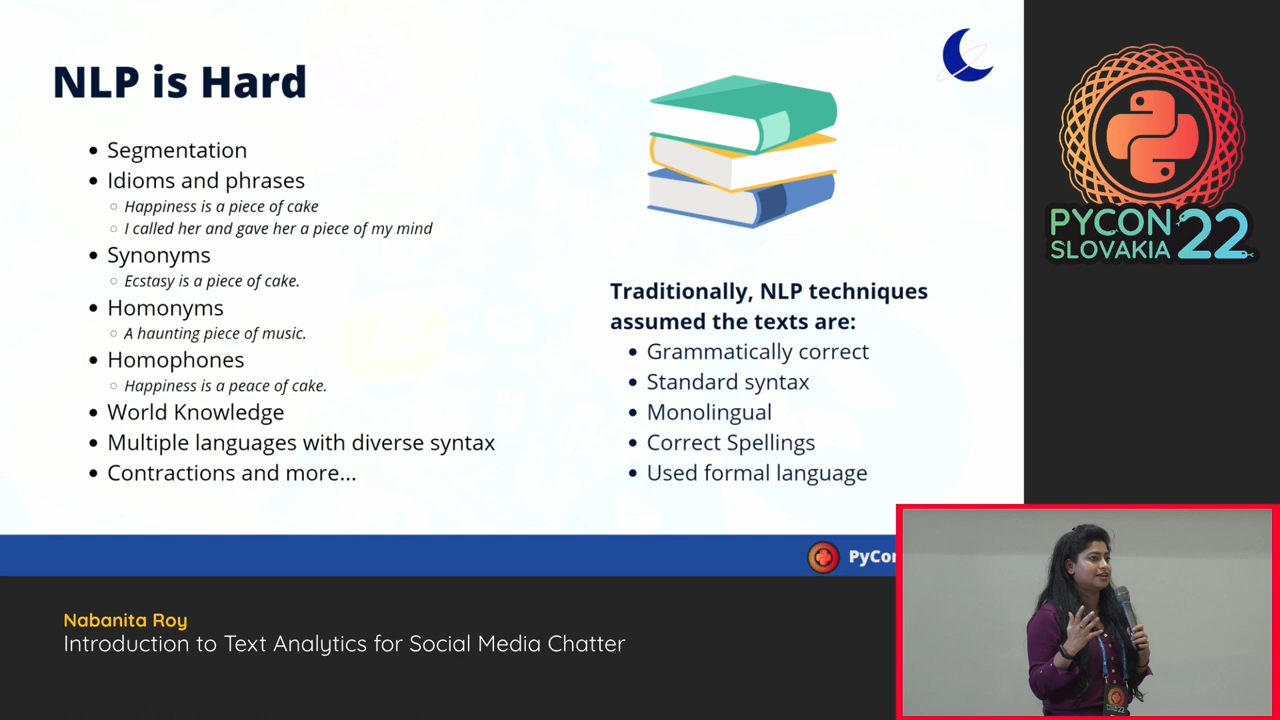 NLP is Hard
Segmentation
Idioms and phrases
Happiness is a piece of cake
I called her and gave her a piece of my mind
Synonyms
Ecstasy is a piece of cake.
Homonyms
A haunting piece of music.
Homophones
Happiness is a peace of cake.
World Knowledge
Multiple languages with diverse syntax
Contractions and more...
Traditionally, NLP techniques
assumed the texts are:
Grammatically correct
Standard syntax
Monolingual
Correct Spellings
Used formal language
PYCON 22
SLOVAKIA
Nabanita Roy
Introduction to Text Analytics for Social Media Chatter